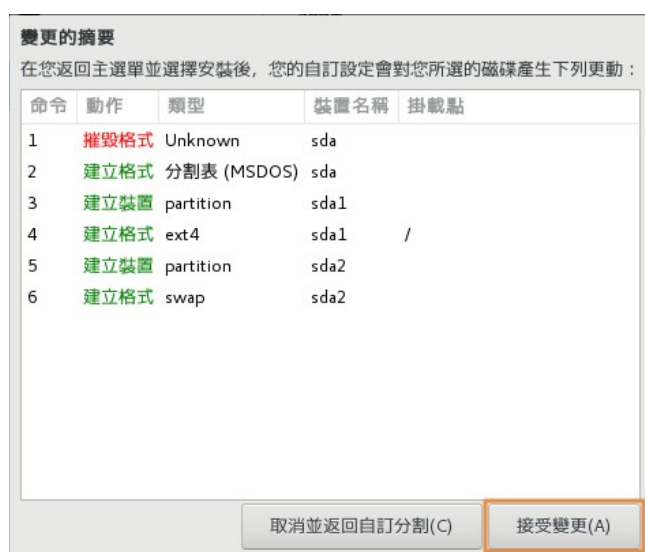 變更的摘要
在您返回主選單並選擇安裝後, 您的自訂設定會對您所選的磁碟產生下列更動：
命令 動作 類型 裝置名稱 掛載點
1 摧毀格式 Unknown sda
2 建立格式 分割表 (MSDOS) sda
3 建立裝置 partition sda1
4 建立格式 ext4 sda1 /
5 建立裝置 partition sda2
6 建立格式 swap sda2
取消並返回自訂分割(C) 接受變更(A)